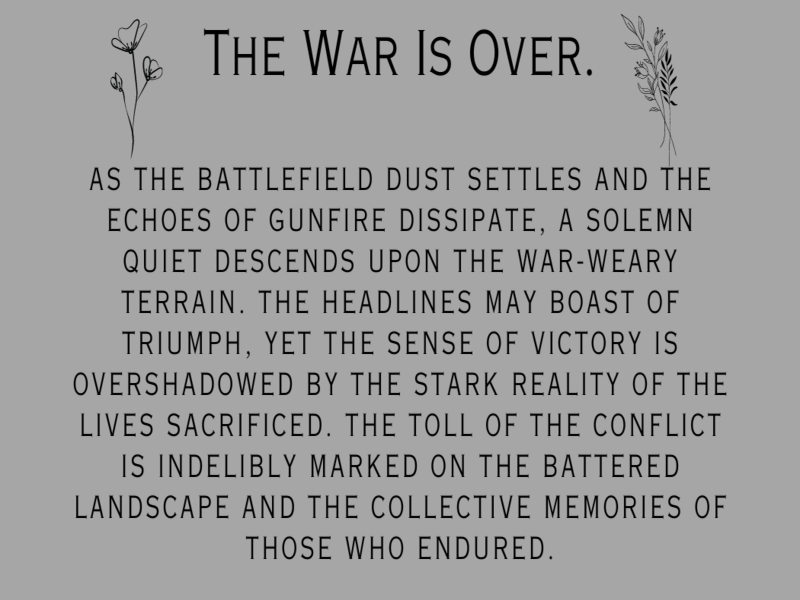 The War Is Over.
AS THE BATTLEFIELD DUST SETTLES AND THE
ECHOES OF GUNFIRE DISSIPATE, A SOLEMN
QUIET DESCENDS UPON THE WAR-WEARY
TERRAIN. THE HEADLINES MAY BOAST OF
TRIUMPH, YET THE SENSE OF VICTORY IS
OVERSHADOWED BY THE STARK REALITY OF THE
LIVES SACRIFICED. THE TOLL OF THE CONFLICT
IS INDELIBLY MARKED ON THE BATTERED
LANDSCAPE AND THE COLLECTIVE MEMORIES OF
THOSE WHO ENDURED.